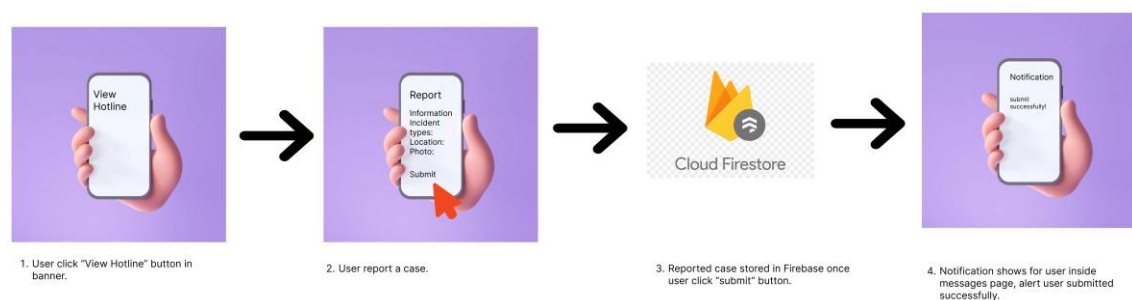 View
Hotline
Report
Information
Incident
types:
Location:
Photo:
Submit
Cloud Firestore
Notification
submit
successfully!
1. User click "View Hotline" button in
banner.
2. User report a case.
3. Reported case stored in Firebase once
user click "submit" button.
4. Notification shows for user inside
messages page, alert user submitted
successfully.